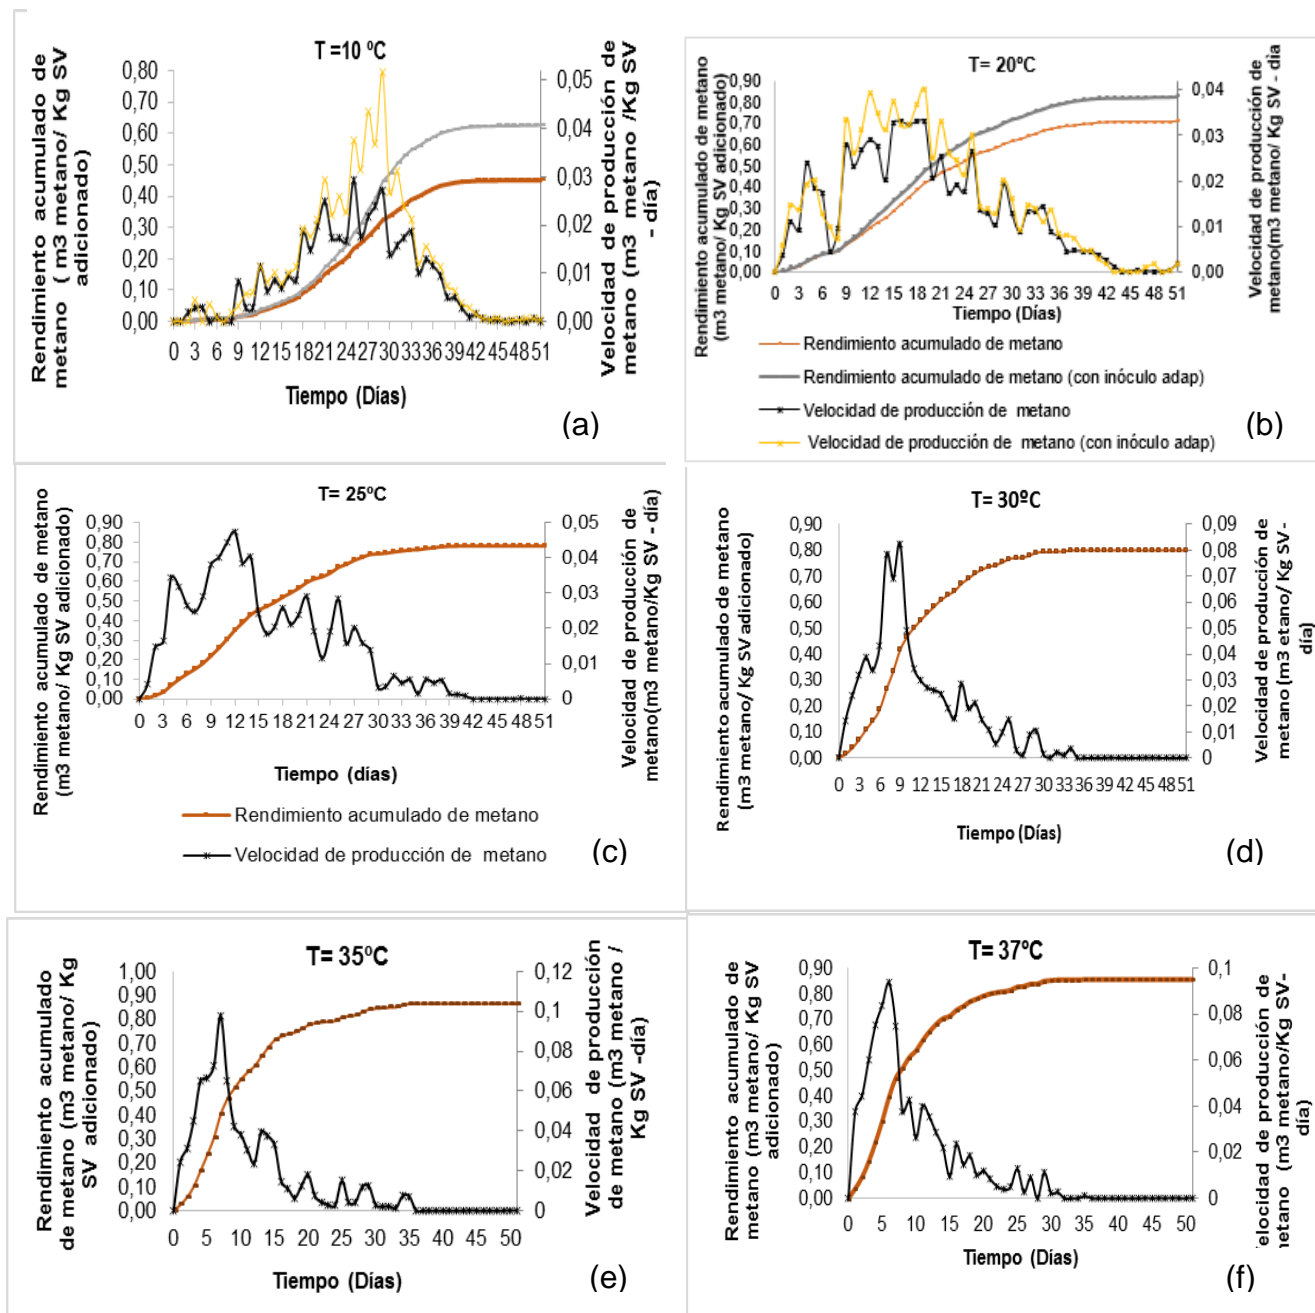 T =10 ºC
Rendimiento acumulado de
metano ( m3 metano/ Kg SV
adicionado)
0,80
0,70
0,60
0,50
0,40
0,30
0,20
0,10
0,00
0,05
0,04
0,03
0,02
0,01
0,00
Velocidad de producción de
metano (m3 metano /Kg SV
- día)
0 3 6 9 12 15 18 21 24 27 30 33 36 39 42 45 48 51
Tiempo (Días)
(a)
T= 20ºC
Rendimiento acumulado de metano
(m3 metano/ Kg SV adicionado)
0,90
0,80
0,70
0,60
0,50
0,40
0,30
0,20
0,10
0,00
0,04
0,03
0,02
0,01
0,00
Velocidad de producción de
metano(m3 metano/ Kg SV - día
0 3 6 9 12 15 18 21 24 27 30 33 36 39 42 45 48 51
Tiempo (Días)
Rendimiento acumulado de metano
Rendimiento acumulado de metano (con inóculo adap)
Velocidad de producción de metano
Velocidad de producción de metano (con inóculo adap)
(b)
T= 25ºC
Rendimiento acumulado de metano
(m3 metano/ Kg SV adicionado)
0,90
0,80
0,70
0,60
0,50
0,40
0,30
0,20
0,10
0,00
0,05
0,04
0,03
0,02
0,01
0
Velocidad de producción de
metano(m3 metano/Kg SV - día)
0 3 6 9 12 15 18 21 24 27 30 33 36 39 42 45 48 51
Tiempo (días)
Rendimiento acumulado de metano
Velocidad de producción de metano
(c)
T= 30ºC
Rendimiento acumulado de metano
(m3 metano/ Kg SV adicionado)
0,90
0,80
0,70
0,60
0,50
0,40
0,30
0,20
0,10
0,00
0,09
0,08
0,07
0,06
0,05
0,04
0,03
0,02
0,01
0
Velocidad de producción de
metano(m3 etano/ Kg SV -
día)
0 3 6 9 12 15 18 21 24 27 30 33 36 39 42 45 48 51
Tiempo (Días)
(d)
T= 35ºC
Rendimiento acumulado
de metano (m3 metano/ Kg
SV adicionado)
1,00
0,90
0,80
0,70
0,60
0,50
0,40
0,30
0,20
0,10
0,00
0,12
0,1
0,08
0,06
0,04
0,02
0
Velocidad de producción
de metano (m3 metano /
Kg SV -día)
0 5 10 15 20 25 30 35 40 45 50
Tiempo (Días)
(e)
T= 37ºC
Rendimiento acumulado de
metano (m3 metano/ Kg SV
adicionado)
0,90
0,80
0,70
0,60
0,50
0,40
0,30
0,20
0,10
0,00
0,1
0,08
0,06
0,04
0,02
0
Velocidad de producción de
metano (m3 metano/Kg SV-
día)
0 5 10 15 20 25 30 35 40 45 50
Tiempo (Días)
(f)